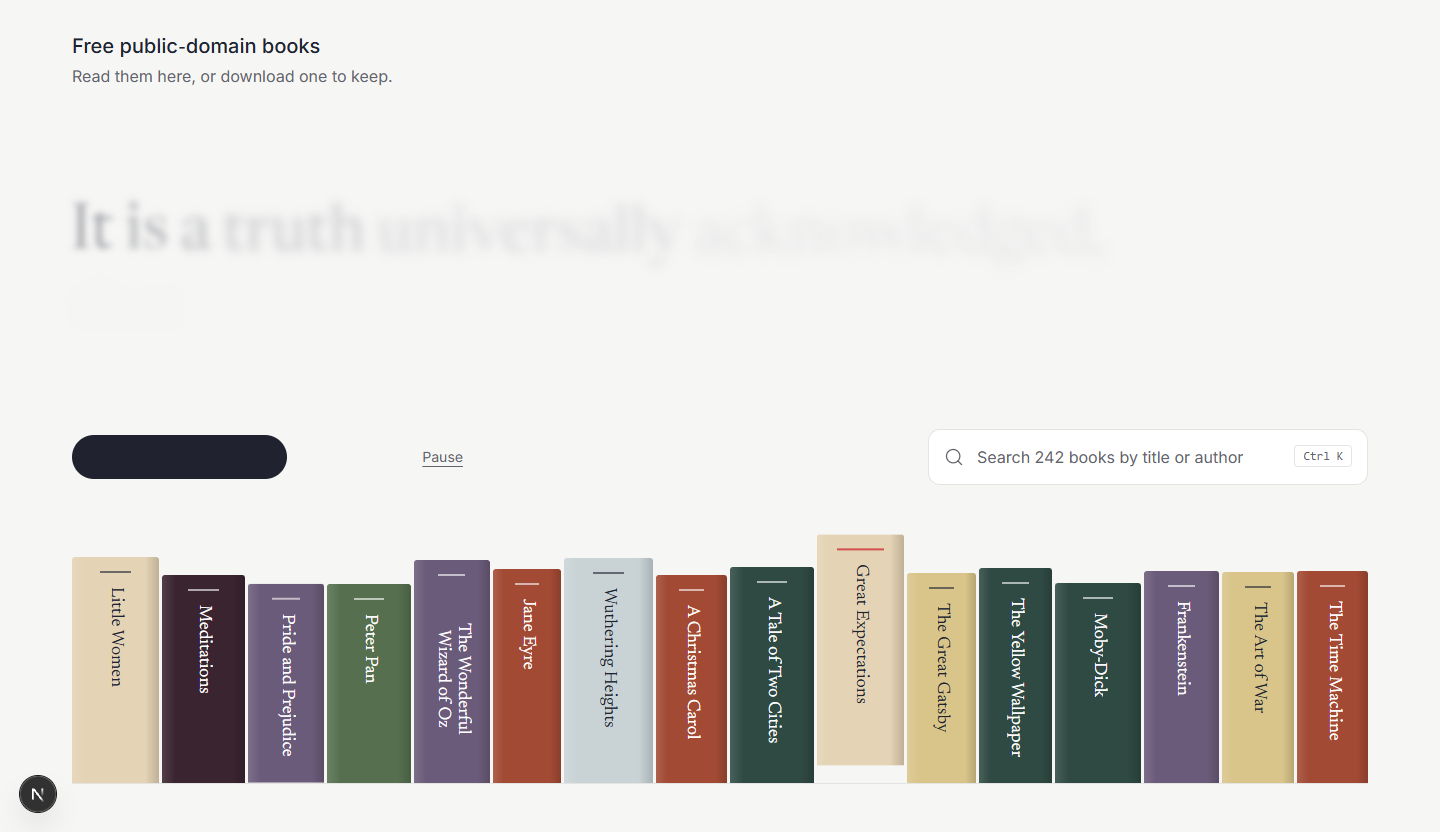 Free public-domain books
Read them here, or download one to keep.
It is a truth universally acknowledged,
Pause
Search 242 books by title or author
Ctrl K
Little Women
Meditations
Pride and Prejudice
Peter Pan
The Wonderful
Wizard of Oz
Jane Eyre
Wuthering Heights
A Christmas Carol
A Tale of Two Cities
Great Expectations
The Great Gatsby
The Yellow Wallpaper
Moby-Dick
Frankenstein
The Art of War
The Time Machine